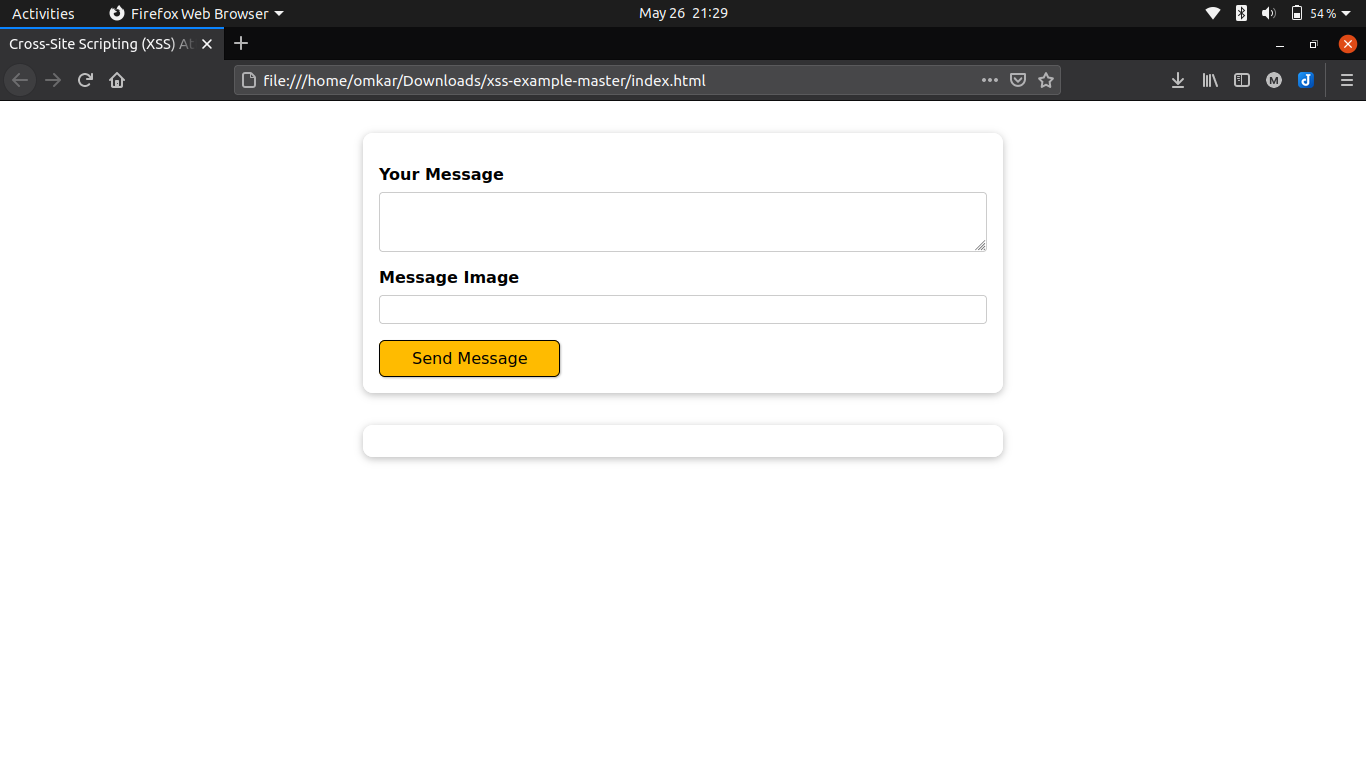 Activities Firefox Web Browser May 26 21:29 54 %
Cross-Site Scripting (XSS) At
file:///home/omkar/Downloads/xss-example-master/index.html
Your Message
Message Image
Send Message